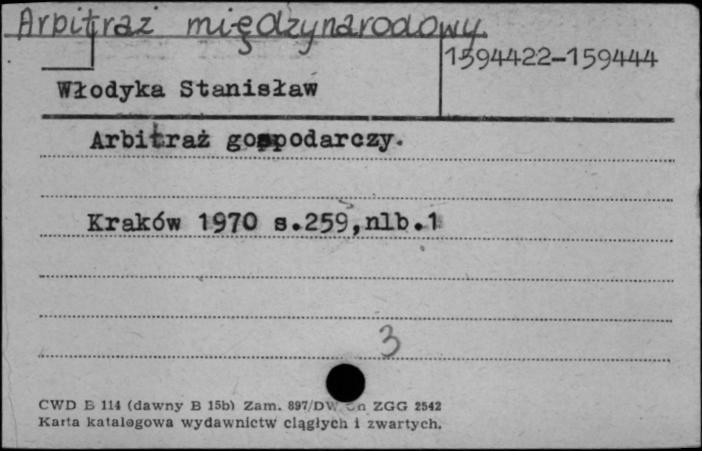 Arbitraż międzynarodowy
1594422-159444
Włodyka Stanisław
Arbitraż gospodarczy.
Kraków 1970 s.259,nlb.1
3
CWD B 114 (dawny B 15b) Zam. 897/DW ZGG 2542
Karta katalogowa wydawnictw ciągłych i zwartych.